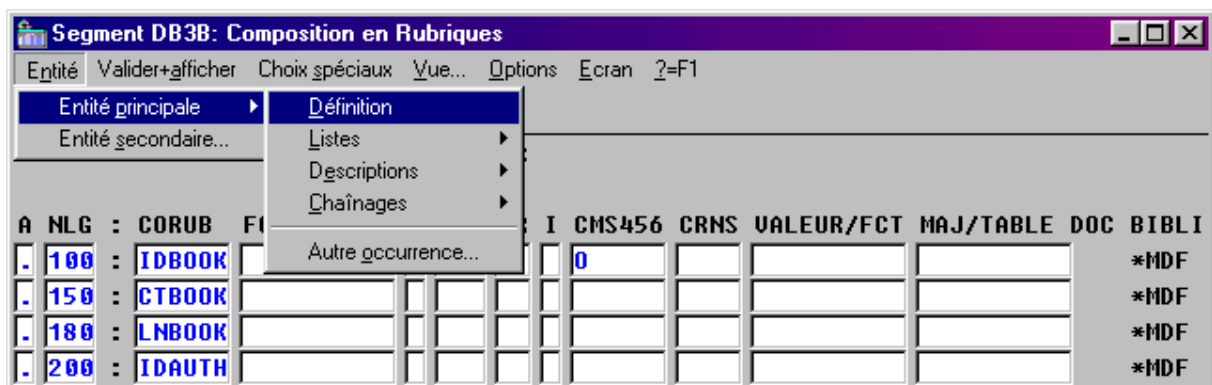 Segment DB3B: Composition en Rubriques
Entité Valider+afficher Choix spéciaux Vue... Options Ecran ?=F1
Entité principale
Entité secondaire...
Définition
Listes
Descriptions
Chaînages
Autre occurrence...
A NLG : CORUB I CMS456 CRNS VALEUR/FCT MAJ/TABLE DOC BIBLI
. 100 : IDBOOK O *MDF
. 150 : CTBOOK *MDF
. 180 : LNBOOK *MDF
. 200 : IDAUTH *MDF